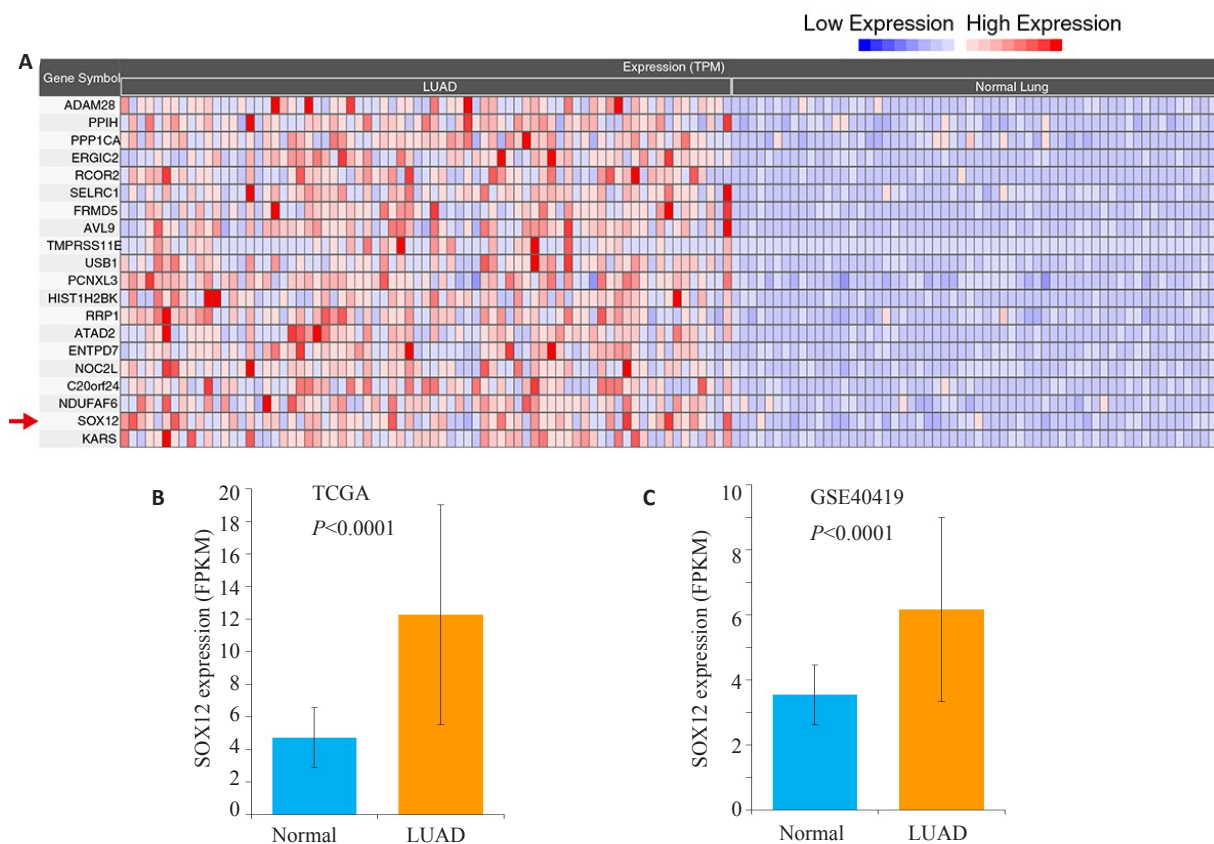 Low Expression High Expression
A
Expression (TPM)
Gene Symbol
LUAD
Normal Lung
ADAM28
PPIH
PPP1CA
ERGIC2
RCOR2
SELRC1
FRMD5
AVL9
TMPRSS11E
USB1
PCNXL3
HIST1H2BK
RRP1
ATAD2
ENTPD7
NOC2L
C20orf24
NDUFAF6
SOX12
KARS
B
TCGA
P<0.0001
SOX12 expression (FPKM)
20
18
16
14
12
10
8
6
4
2
0
Normal
LUAD
C
GSE40419
P<0.0001
SOX12 expression (FPKM)
10
8
6
4
2
0
Normal
LUAD